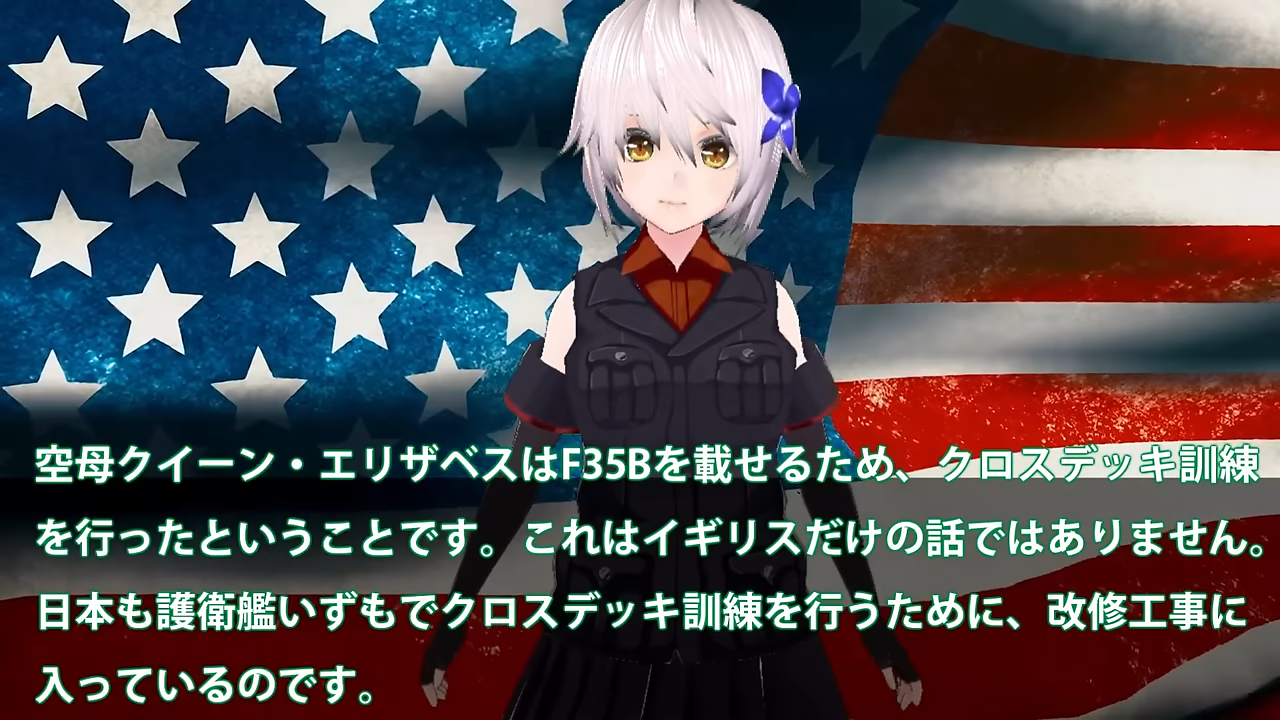 空母クイーン・エリザベスはF35Bを載せるため、クロスデッキ訓練
を行ったということです。これはイギリスだけの話ではありません。
日本も護衛艦いずもでクロスデッキ訓練を行うために、改修工事に
入っているのです。